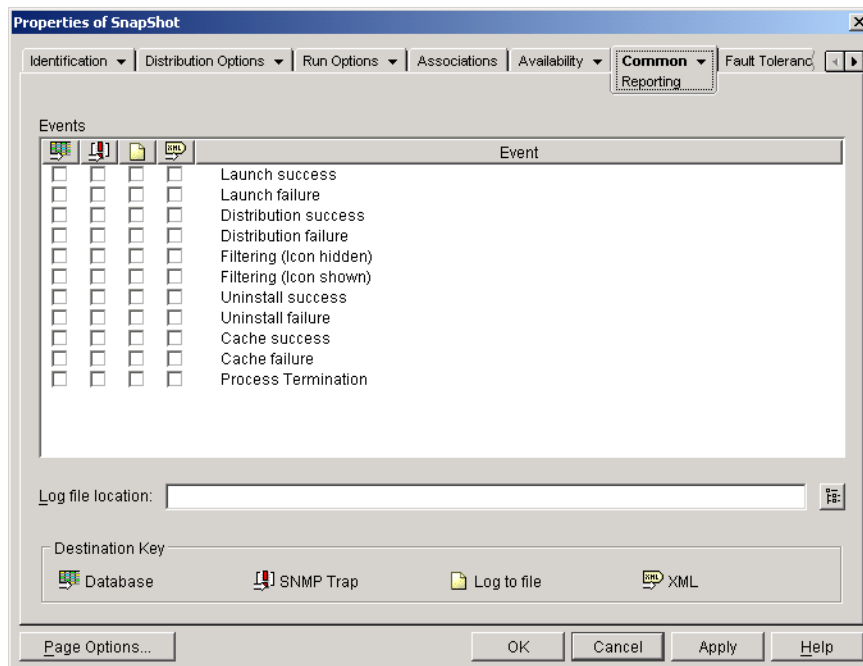 Properties of SnapShot
Identification Distribution Options Run Options Associations Availability Common Fault Toleranc
Reporting
Events
XML Event
Launch success
Launch failure
Distribution success
Distribution failure
Filtering (Icon hidden)
Filtering (Icon shown)
Uninstall success
Uninstall failure
Cache success
Cache failure
Process Termination
Log file location:
Destination Key
Database SNMP Trap Log to file XML XML
Page Options... OK Cancel Apply Help